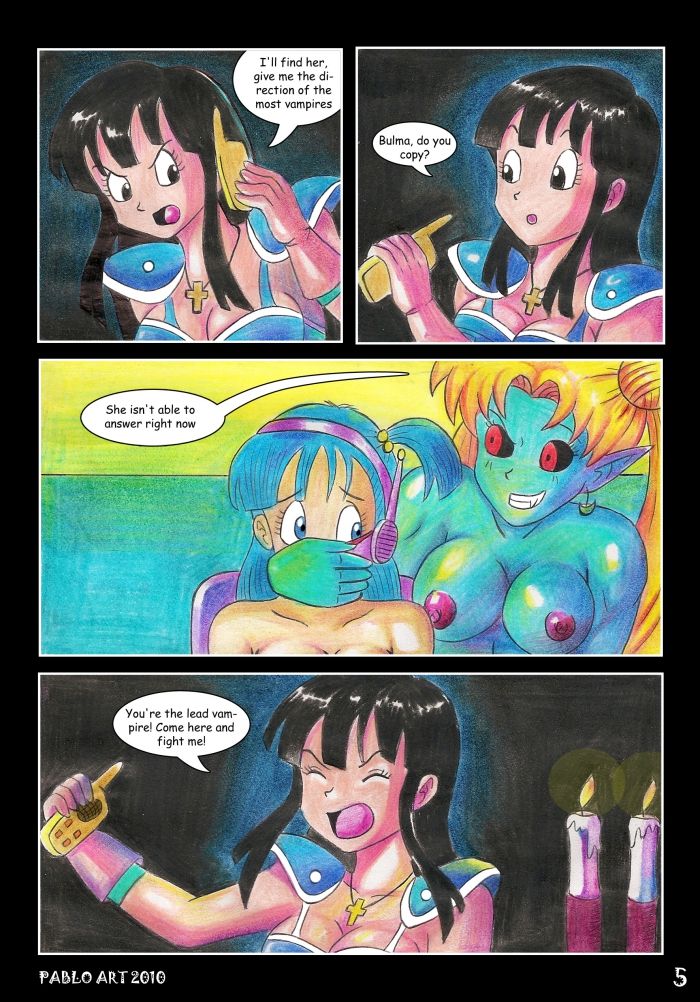 I'll find her,
give me the di-
rection of the
most vampires
Bulma, do you
copy?
She isn't able to
answer right now
You're the lead vam-
pire! Come here and
fight me!
PABLO ART 2010
5